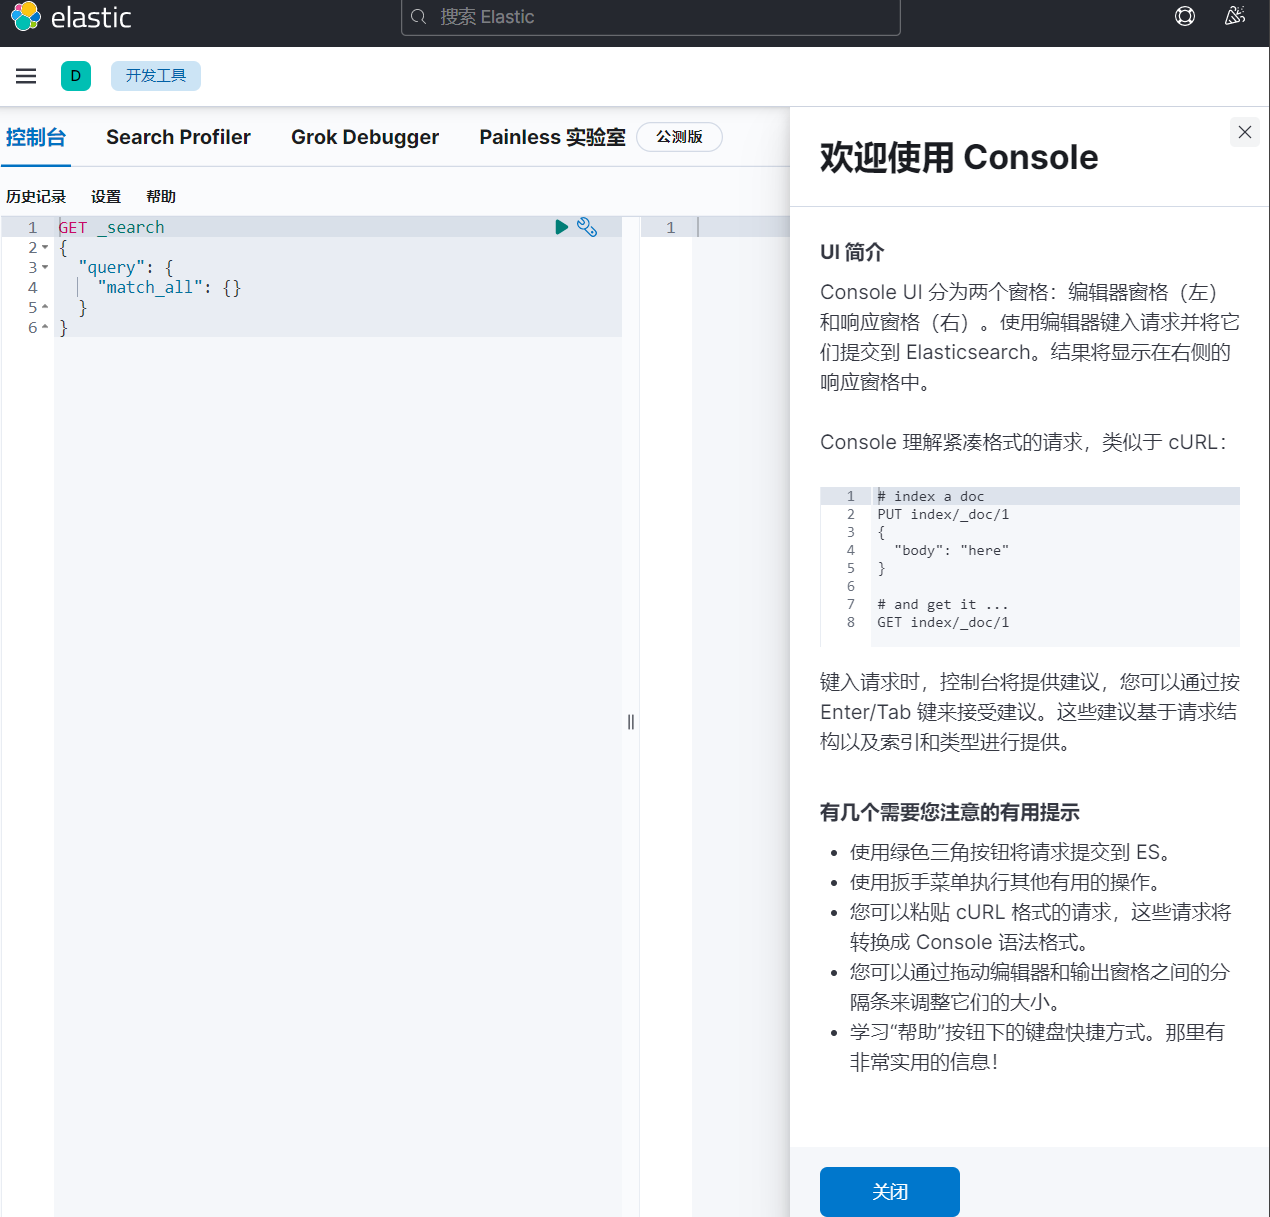 elastic
搜索 Elastic
D
开发工具
控制台
Search Profiler
Grok Debugger
Painless 实验室
公测版
历史记录
设置
帮助
1 GET _search
2 {
3 "query": {
4 "match_all": {}
5 }
6 }
1
欢迎使用 Console
UI 简介
Console UI 分为两个窗格：编辑器窗格（左）
和响应窗格（右）。使用编辑器键入请求并将它
们提交到 Elasticsearch。结果将显示在右侧的
响应窗格中。
Console 理解紧凑格式的请求，类似于 cURL：
1 # index a doc
2 PUT index/_doc/1
3 {
4 "body": "here"
5 }
6
7 # and get it ...
8 GET index/_doc/1
键入请求时，控制台将提供建议，您可以通过按
Enter/Tab 键来接受建议。这些建议基于请求结
构以及索引和类型进行提供。
有几个需要您注意的有用提示
• 使用绿色三角按钮将请求提交到 ES。
• 使用扳手菜单执行其他有用的操作。
• 您可以粘贴 cURL 格式的请求，这些请求将
转换成 Console 语法格式。
• 您可以通过拖动编辑器和输出窗格之间的分
隔条来调整它们的大小。
• 学习“帮助”按钮下的键盘快捷方式。那里有
非常实用的信息！
关闭